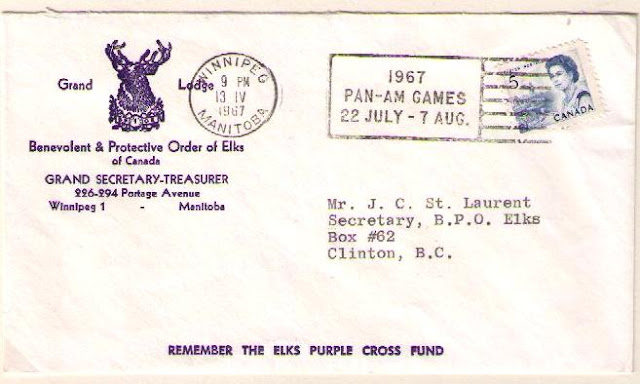 Grand Lodge
Benevolent & Protective Order of Elks
of Canada
GRAND SECRETARY-TREASURER
226-294 Portage Avenue
Winnipeg 1 - Manitoba
WINNIPEG
9 PM
13 IV
1967
MANITOBA
1967
PAN-AM GAMES
22 JULY - 7 AUG.
5
CANADA
Mr. J. C. St. Laurent
Secretary, B.P.O. Elks
Box #62
Clinton, B.C.
REMEMBER THE ELKS PURPLE CROSS FUND